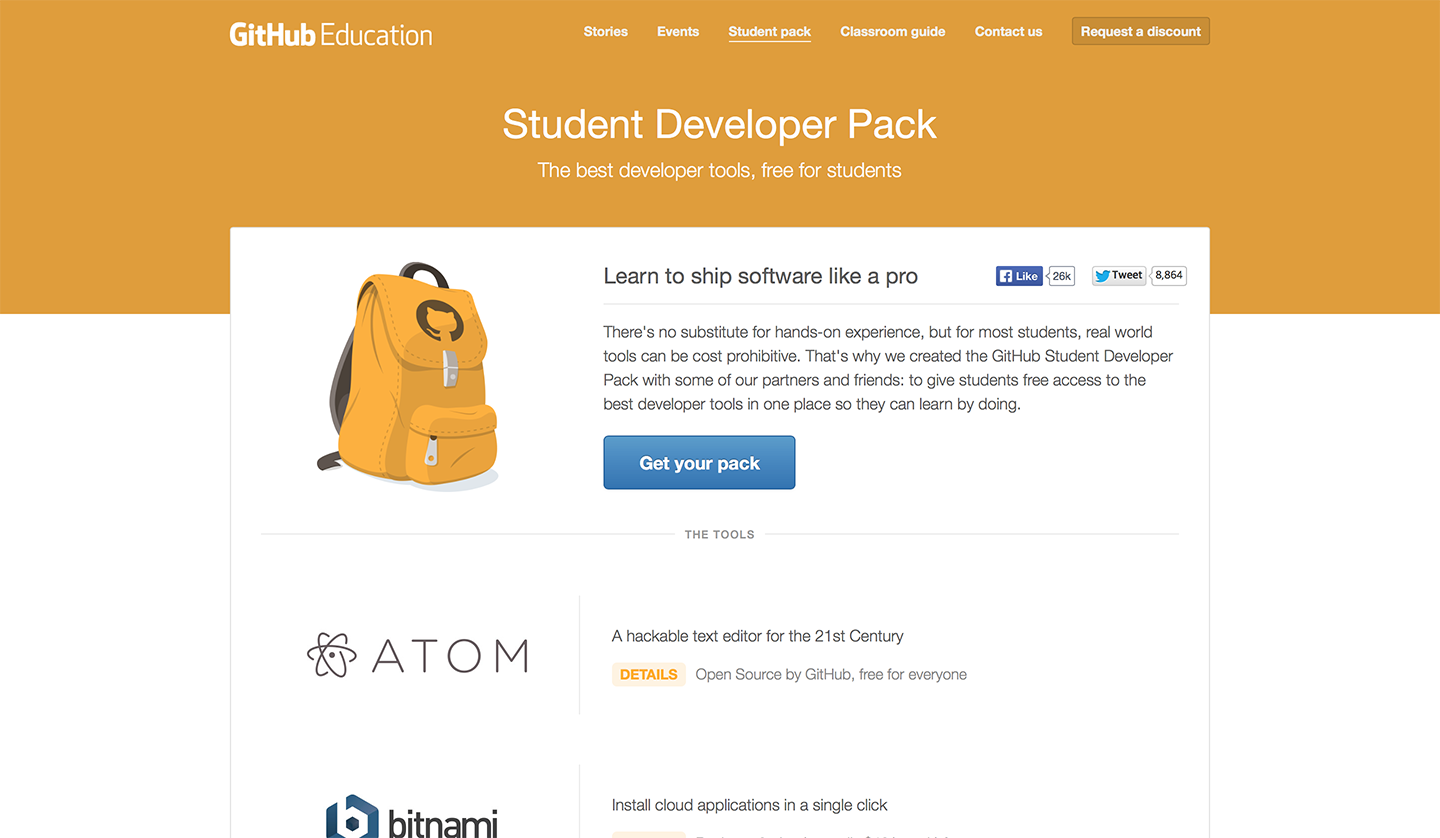 GitHub Education
Stories Events Student pack Classroom guide Contact us Request a discount
Student Developer Pack
The best developer tools, free for students
Learn to ship software like a pro
Like 26k Tweet 8,864
There's no substitute for hands-on experience, but for most students, real world
tools can be cost prohibitive. That's why we created the GitHub Student Developer
Pack with some of our partners and friends: to give students free access to the
best developer tools in one place so they can learn by doing.
Get your pack
THE TOOLS
ATOM
A hackable text editor for the 21st Century
DETAILS Open Source by GitHub, free for everyone
bitnami
Install cloud applications in a single click